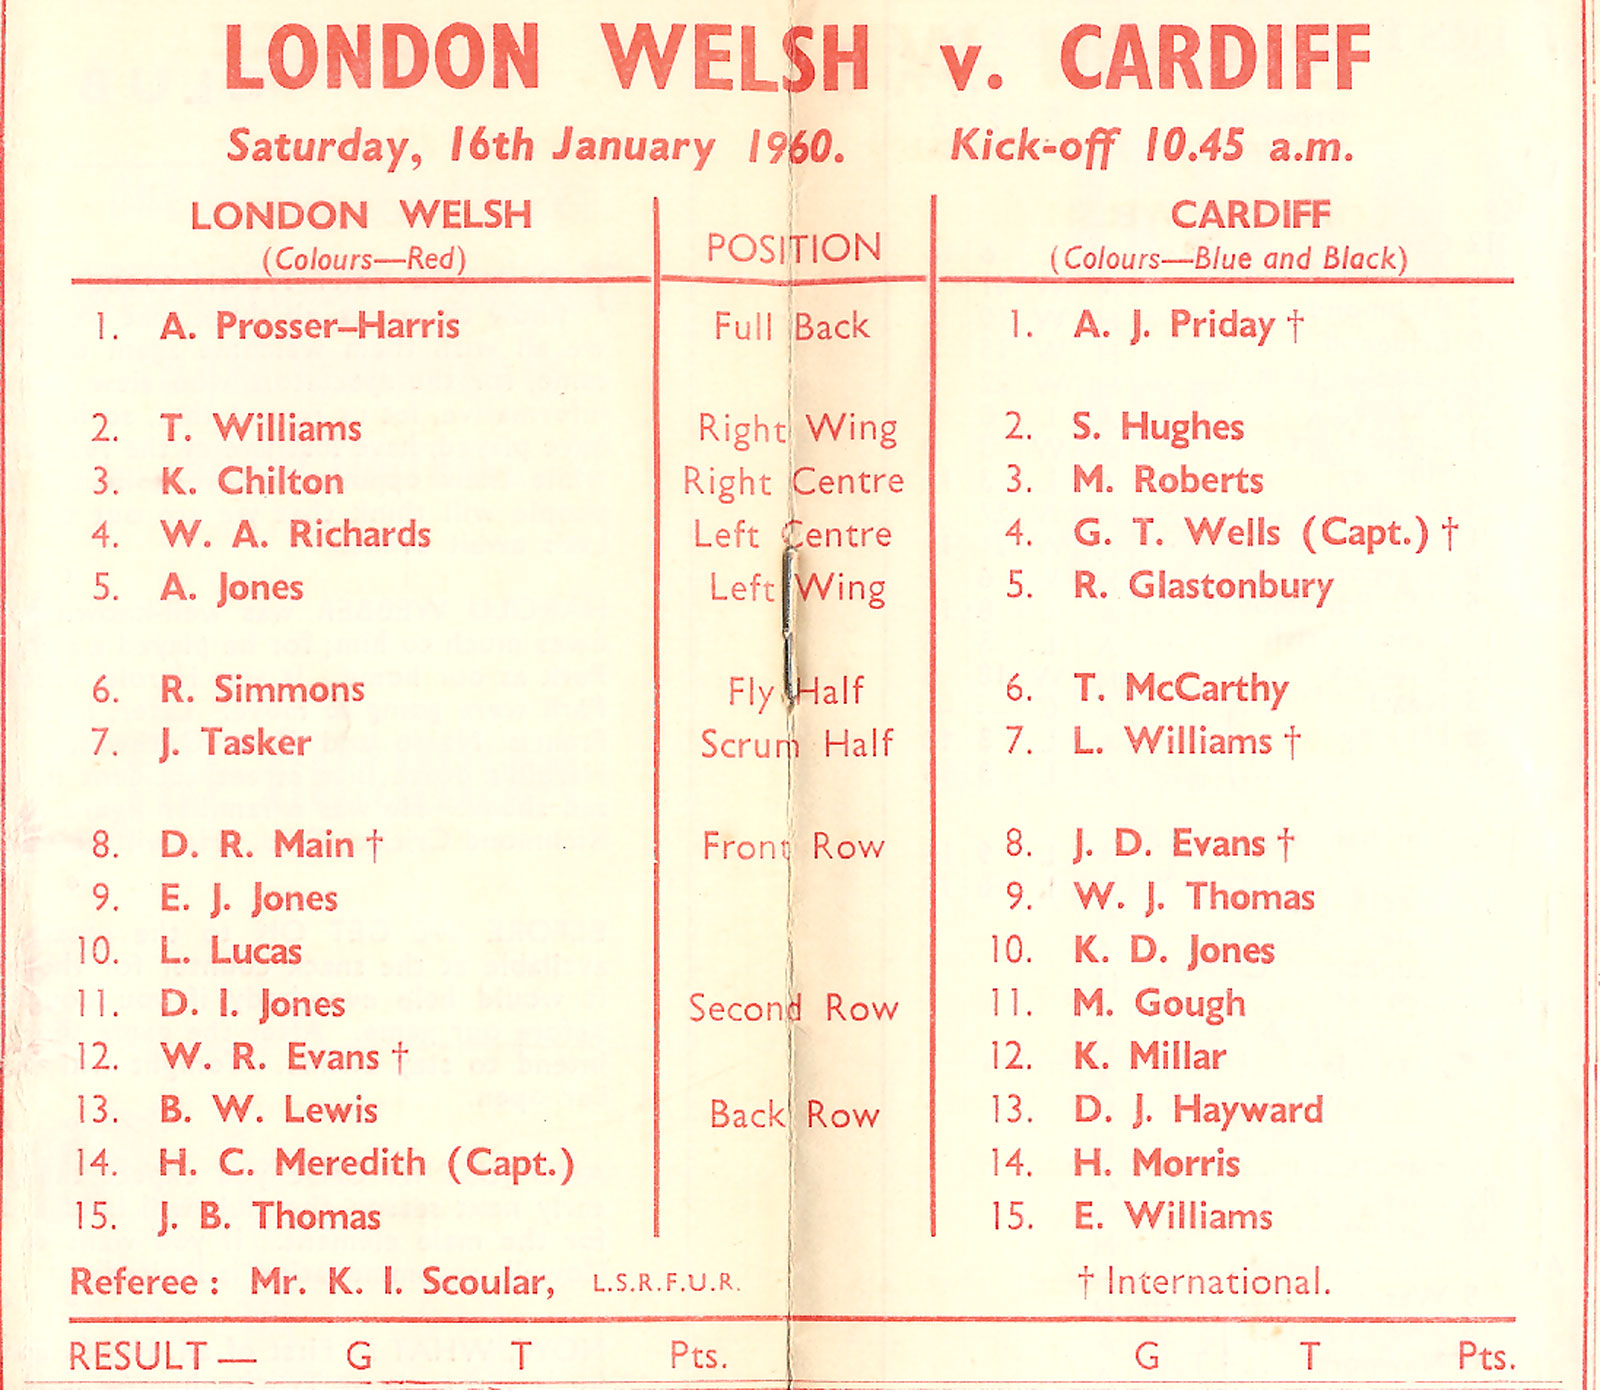 LONDON WELSH v. CARDIFF
Saturday, 16th January 1960. Kick-off 10.45 a.m.
LONDON WELSH POSITION CARDIFF
(Colours—Red) (Colours—Blue and Black)
1. A. Prosser-Harris Full Back 1. A. J. Priday †
2. T. Williams Right Wing 2. S. Hughes
3. K. Chilton Right Centre 3. M. Roberts
4. W. A. Richards Left Centre 4. G. T. Wells (Capt.) †
5. A. Jones Left Wing 5. R. Glastonbury
6. R. Simmons Fly Half 6. T. McCarthy
7. J. Tasker Scrum Half 7. L. Williams †
8. D. R. Main † Front Row 8. J. D. Evans †
9. E. J. Jones 9. W. J. Thomas
10. L. Lucas 10. K. D. Jones
11. D. I. Jones Second Row 11. M. Gough
12. W. R. Evans † 12. K. Millar
13. B. W. Lewis Back Row 13. D. J. Hayward
14. H. C. Meredith (Capt.) 14. H. Morris
15. J. B. Thomas 15. E. Williams
Referee : Mr. K. I. Scoular, L.S.R.F.U.R. † International.
RESULT — G T Pts. G T Pts.